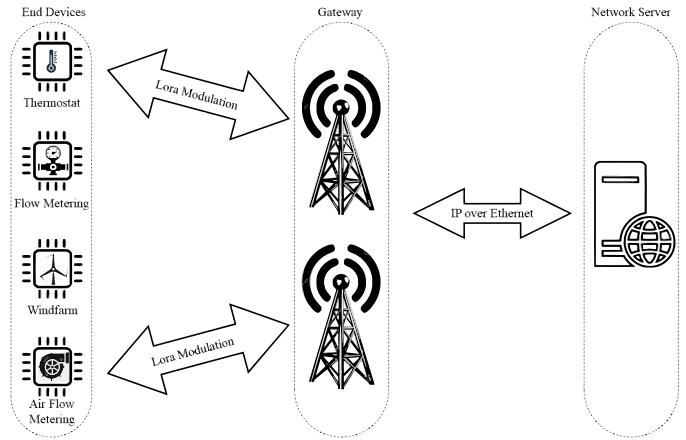 End Devices
Gateway
Network Server
Thermostat
Lora Modulation
Flow Metering
IP over Ethernet
Windfarm
Lora Modulation
Air Flow
Metering